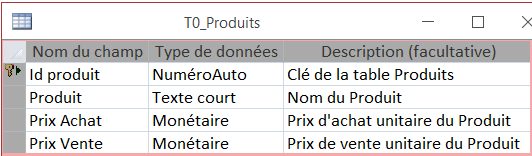 T0_Produits
Nom du champ Type de données Description (facultative)
Id produit NuméroAuto Clé de la table Produits
Produit Texte court Nom du Produit
Prix Achat Monétaire Prix d'achat unitaire du Produit
Prix Vente Monétaire Prix de vente unitaire du Produit